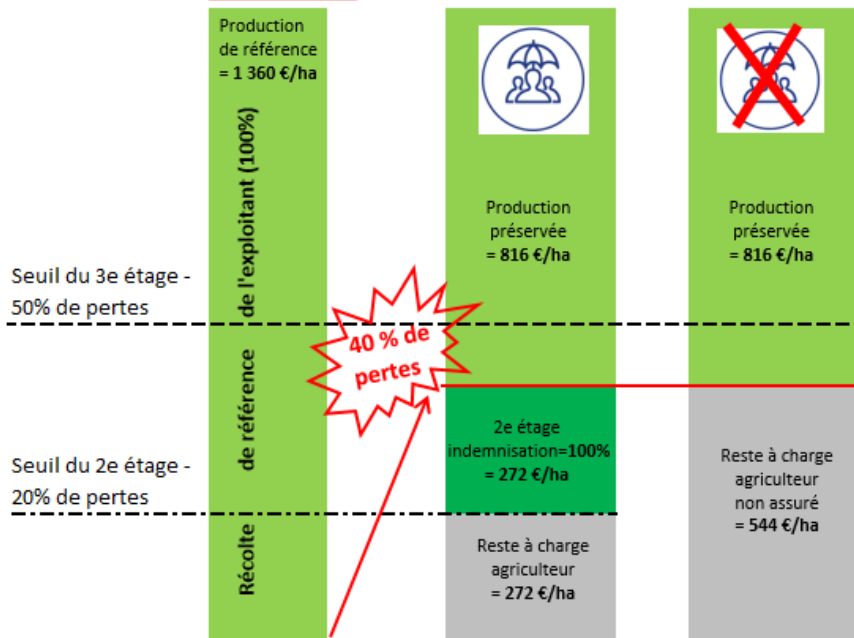 Production
de référence
= 1 360 €/ha
Récolte de référence de l'exploitant (100%)
Seuil du 3e étage -
50% de pertes
Seuil du 2e étage -
20% de pertes
40 % de
pertes
Production
préservée
= 816 €/ha
2e étage
indemnisation=100%
= 272 €/ha
Reste à charge
agriculteur
= 272 €/ha
Production
préservée
= 816 €/ha
Reste à charge
agriculteur
non assuré
= 544 €/ha